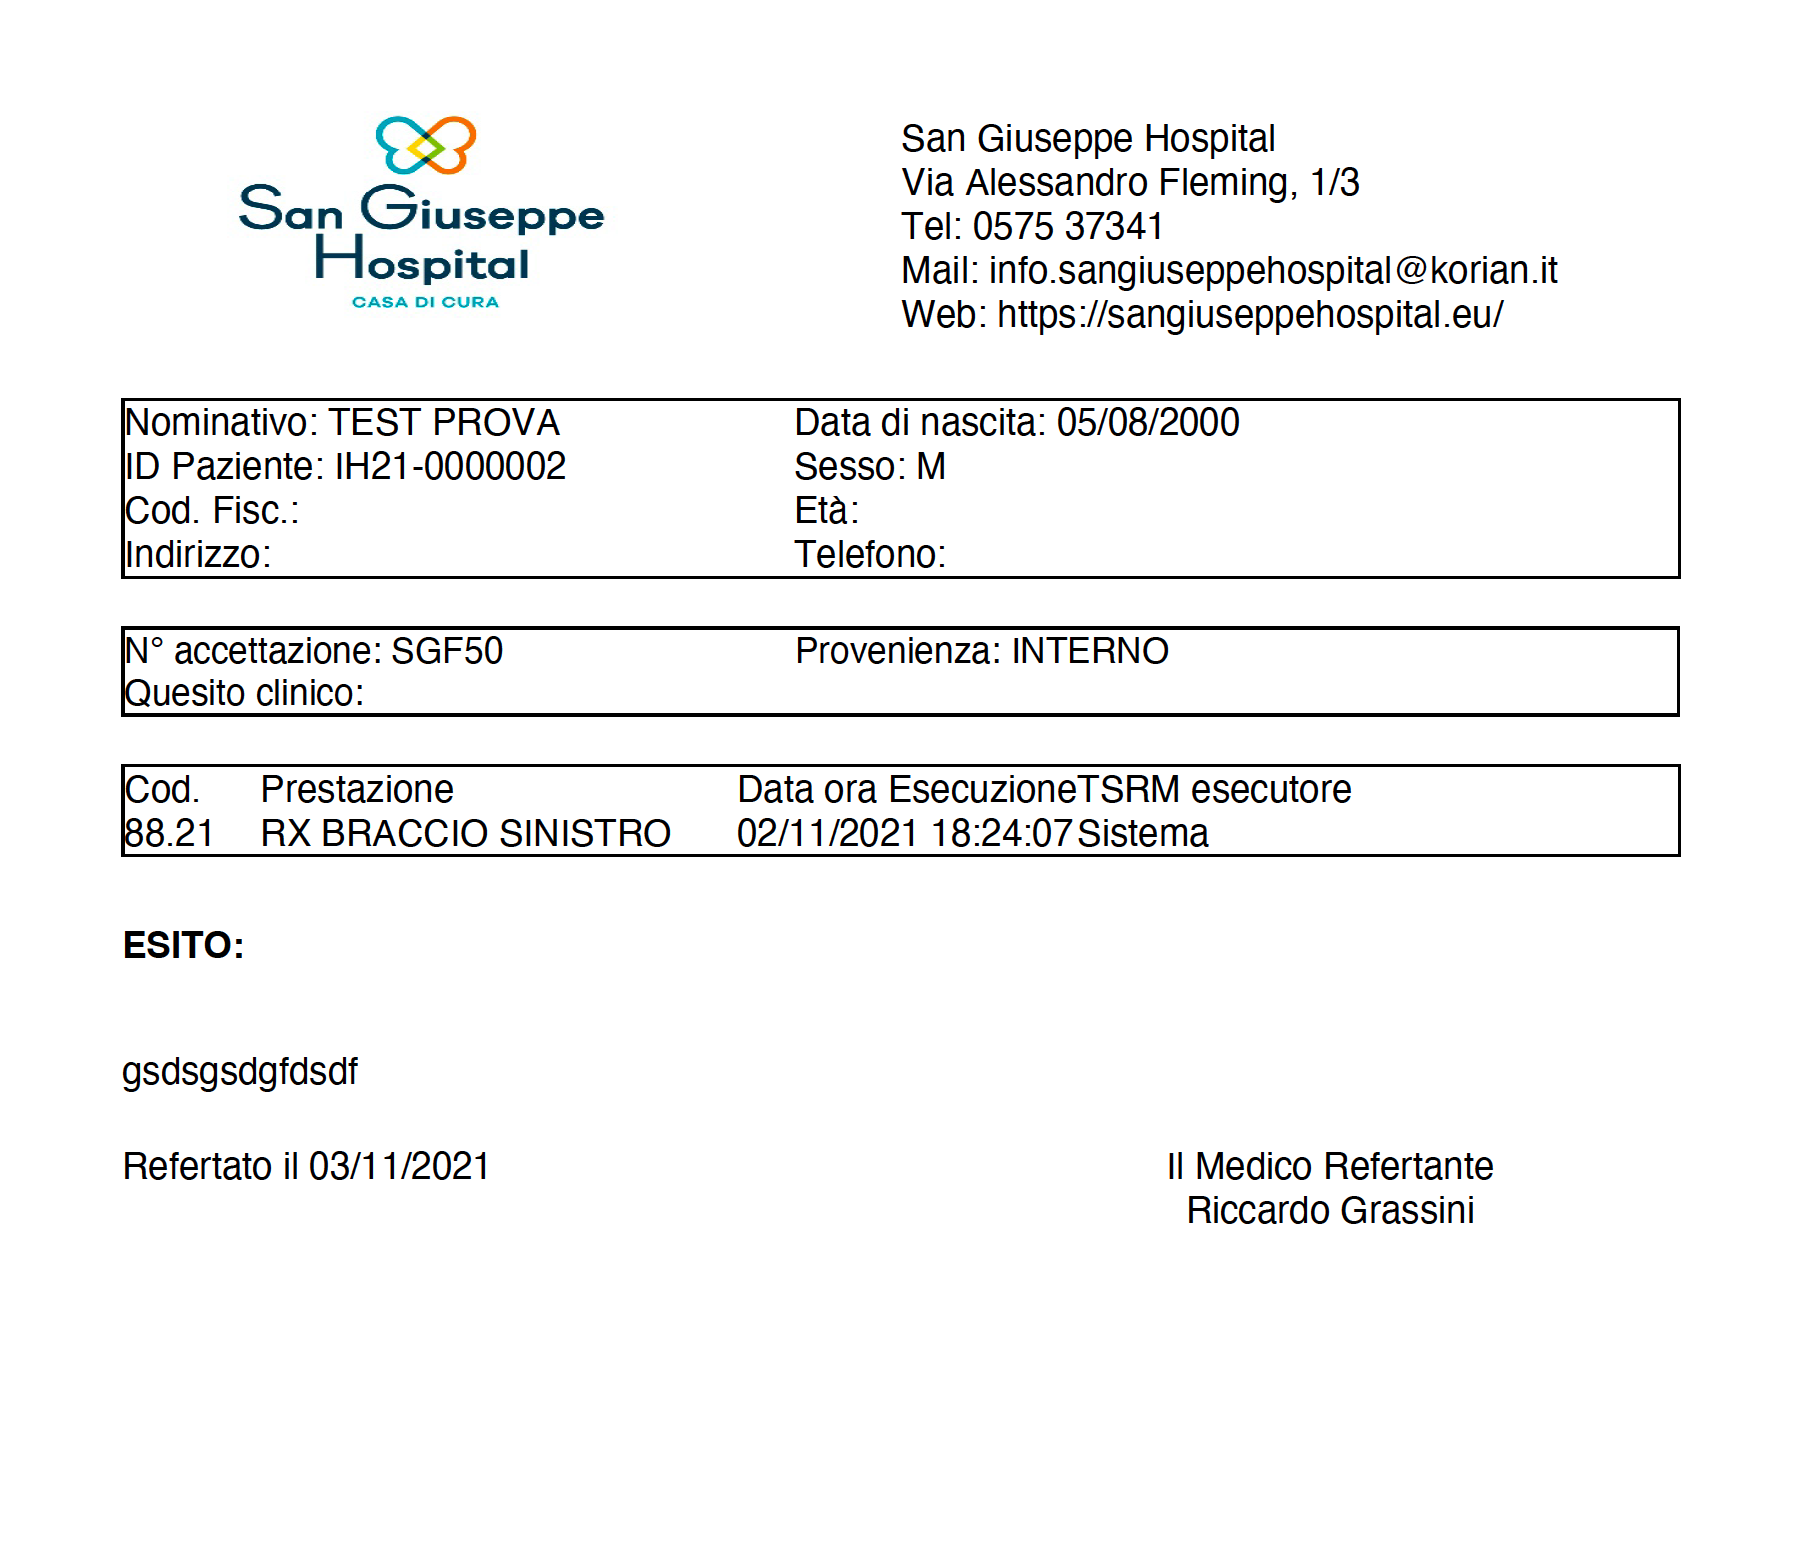 San Giuseppe
Hospital
CASA DI CURA
San Giuseppe Hospital
Via Alessandro Fleming, 1/3
Tel: 0575 37341
Mail: info.sangiuseppehospital@korian.it
Web: https://sangiuseppehospital.eu/
Nominativo: TEST PROVA Data di nascita: 05/08/2000
ID Paziente: IH21-0000002 Sesso: M
Cod. Fisc.: Età:
Indirizzo: Telefono:
N° accettazione: SGF50 Provenienza: INTERNO
Quesito clinico:
Cod. Prestazione Data ora EsecuzioneTSRM esecutore
88.21 RX BRACCIO SINISTRO 02/11/2021 18:24:07Sistema
ESITO:
gsdsgsdgfdsdf
Refertato il 03/11/2021 Il Medico Refertante
Riccardo Grassini